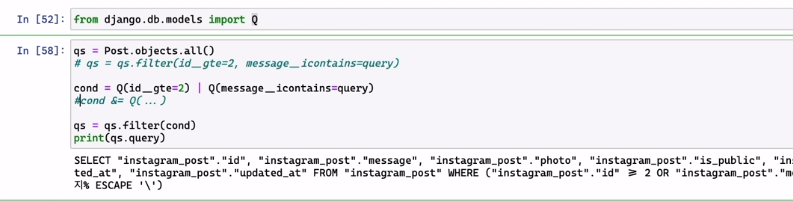 In [52]: from django.db.models import Q
In [58]: qs = Post.objects.all()
# qs = qs.filter(id__gte=2, message__icontains=query)
cond = Q(id__gte=2) | Q(message__icontains=query)
#cond &= Q(...)
qs = qs.filter(cond)
print(qs.query)
SELECT "instagram_post"."id", "instagram_post"."message", "instagram_post"."photo", "instagram_post"."is_public", "ins
ted_at", "instagram_post"."updated_at" FROM "instagram_post" WHERE ("instagram_post"."id" >= 2 OR "instagram_post"."me
지% ESCAPE '\')